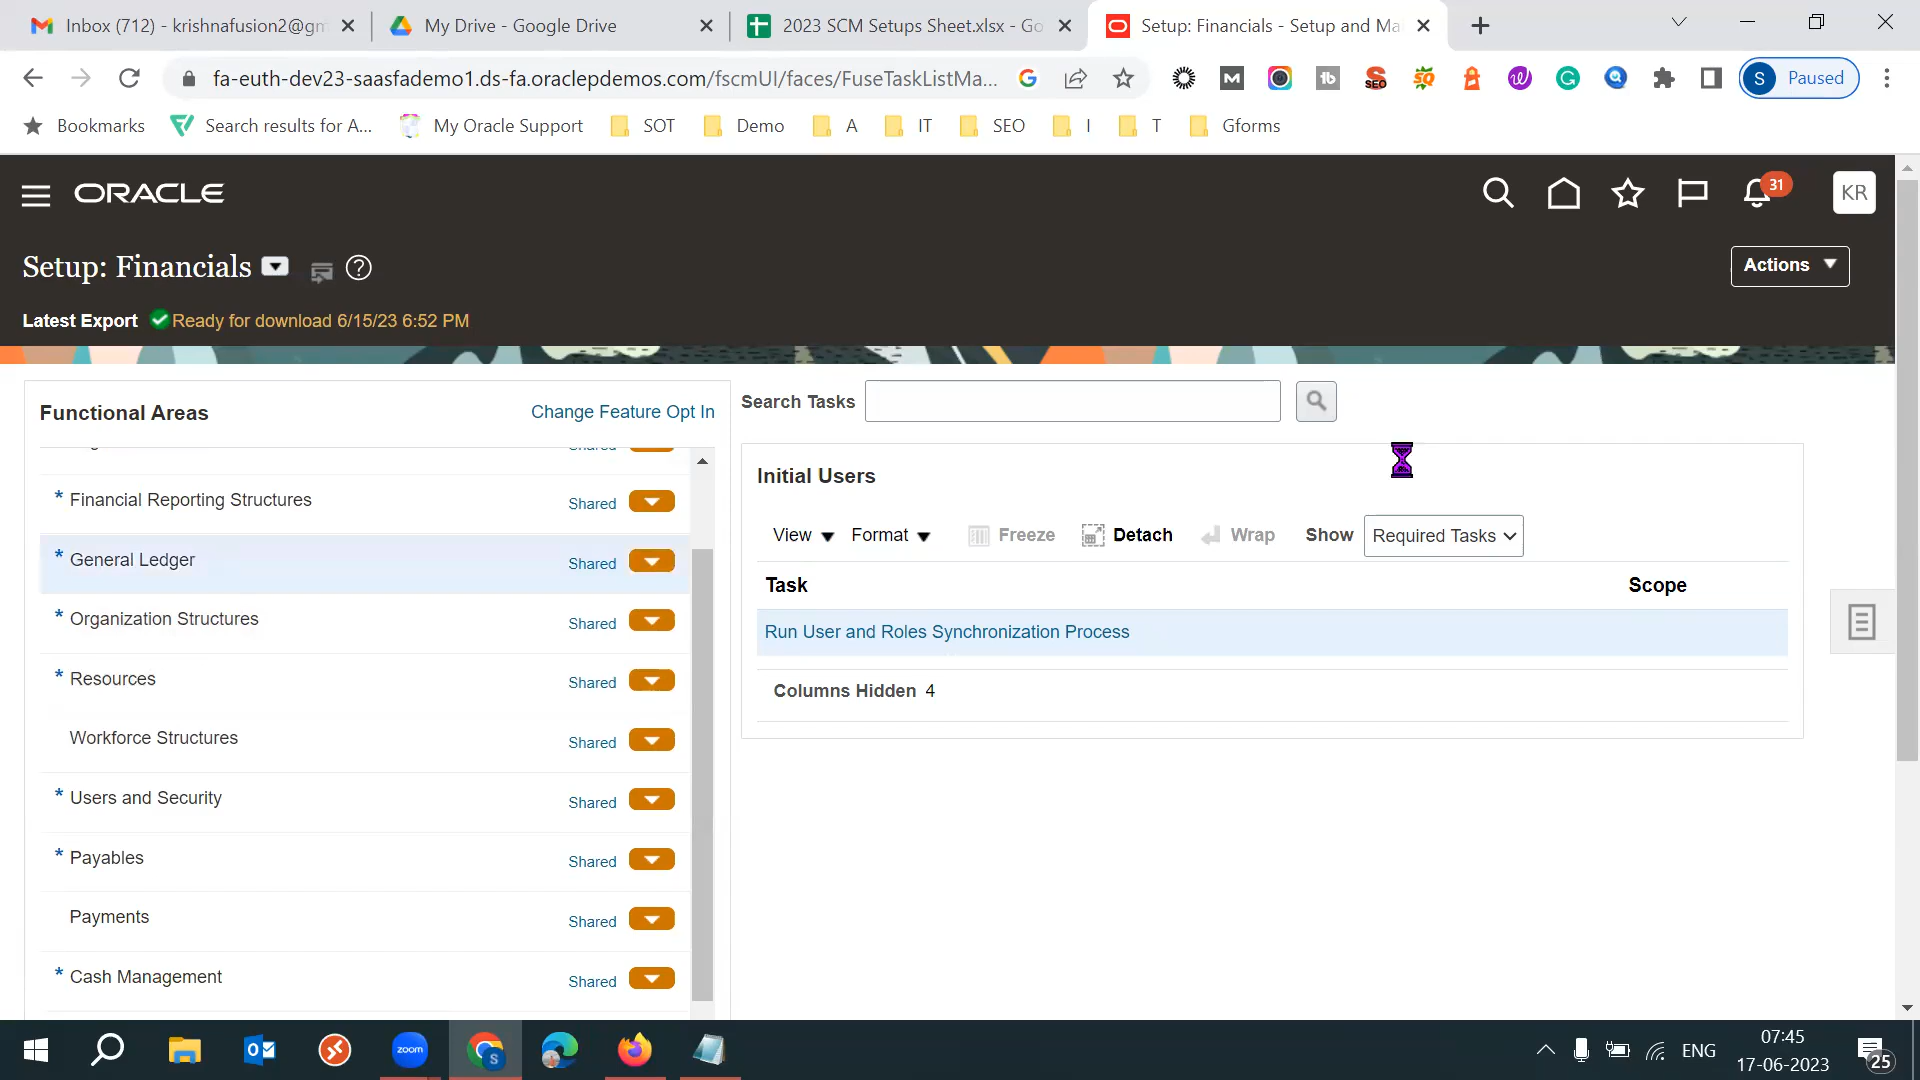 Inbox (712) - krishnafusion2@gm
My Drive - Google Drive
2023 SCM Setups Sheet.xlsx - Go
Setup: Financials - Setup and Ma
fa-euth-dev23-saasfademo1.ds-fa.oraclepdemos.com/fscmUI/faces/FuseTaskListMa...
Paused
Bookmarks
Search results for A...
My Oracle Support
SOT
Demo
A
IT
SEO
I
T
Gforms
ORACLE
31
KR
Setup: Financials
Actions
Latest Export Ready for download 6/15/23 6:52 PM
Functional Areas
Change Feature Opt In
Search Tasks
* Financial Reporting Structures Shared
* General Ledger Shared
* Organization Structures Shared
* Resources Shared
Workforce Structures Shared
* Users and Security Shared
* Payables Shared
Payments Shared
* Cash Management Shared
Initial Users
View Format Freeze Detach Wrap Show Required Tasks
Task Scope
Run User and Roles Synchronization Process
Columns Hidden 4
zoom
S
ENG
07:45
17-06-2023
25